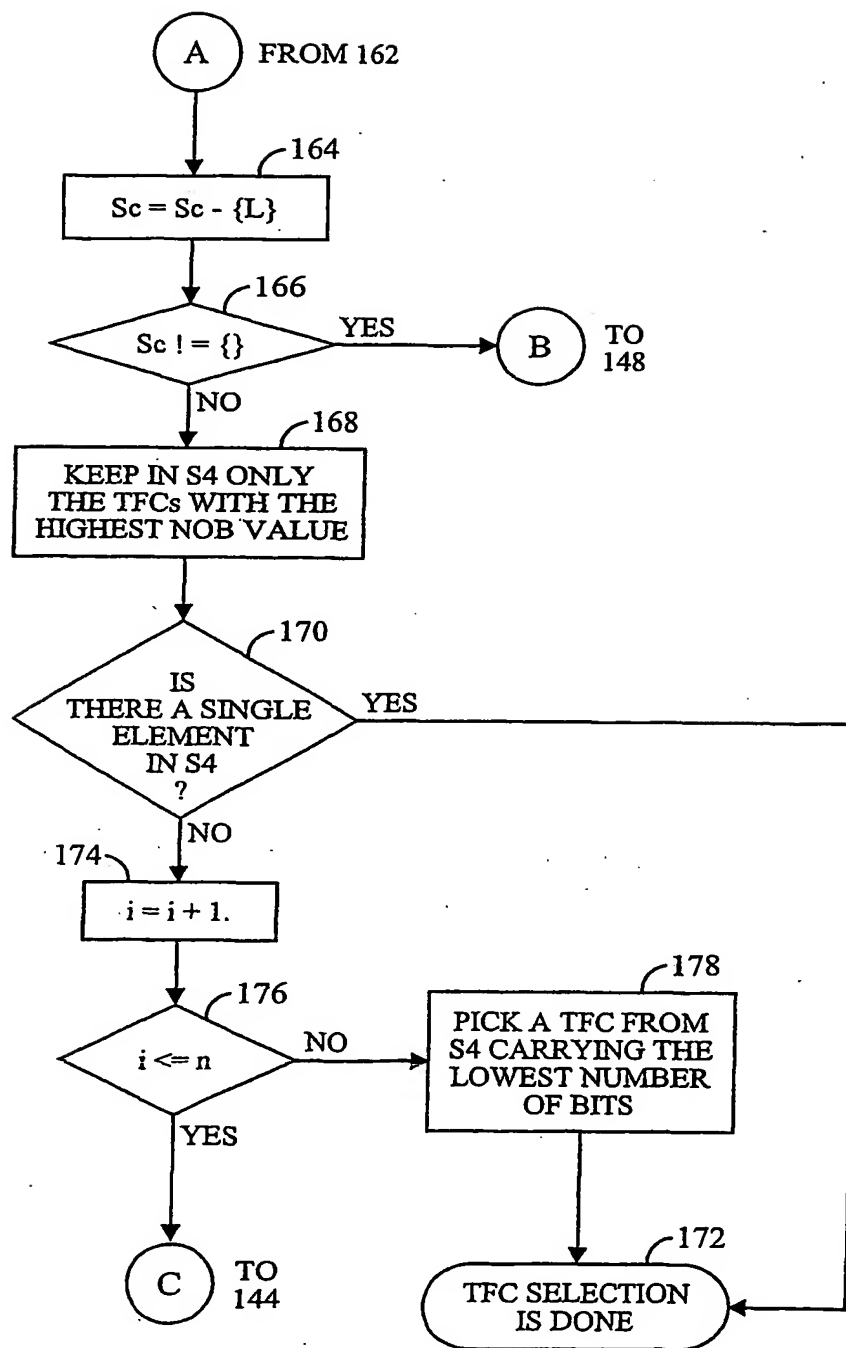 A FROM 162
164
Sc = Sc - {L}
166
Sc ! = {}
YES
B
TO
148
NO
168
KEEP IN S4 ONLY
THE TFCs WITH THE
HIGHEST NOB VALUE
170
IS
THERE A SINGLE
ELEMENT
IN S4
?
YES
NO
174
i = i + 1.
176
i <= n
NO
178
PICK A TFC FROM
S4 CARRYING THE
LOWEST NUMBER
OF BITS
YES
C
TO
144
172
TFC SELECTION
IS DONE